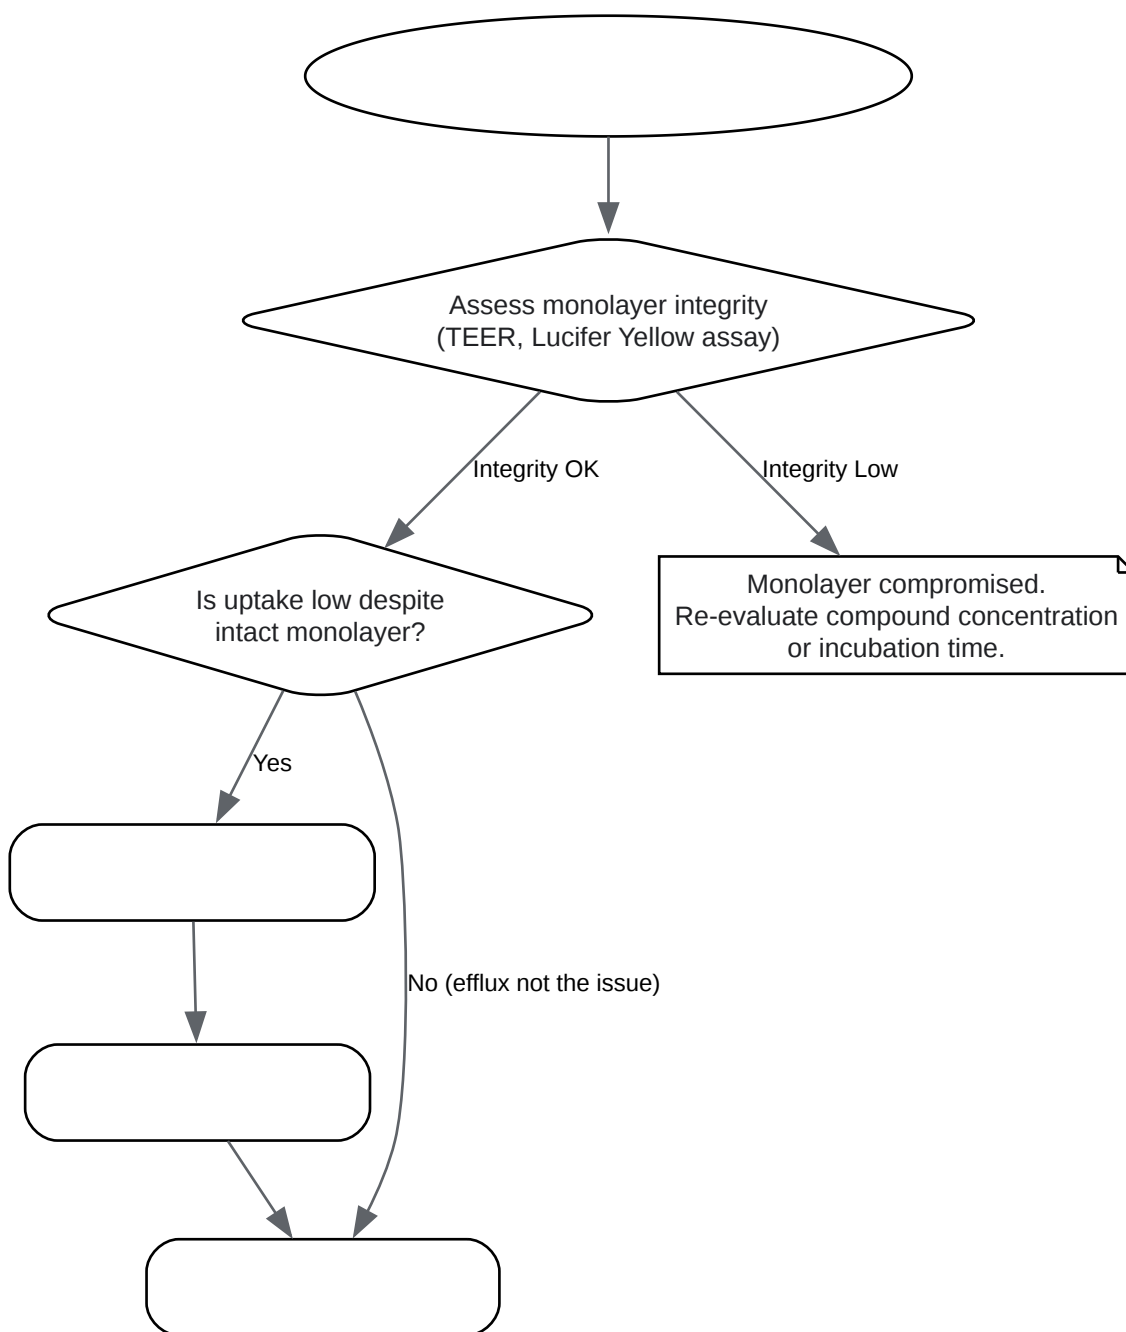 Assess monolayer integrity
(TEER, Lucifer Yellow assay)
Integrity OK
Integrity Low
Is uptake low despite
intact monolayer?
Monolayer compromised.
Re-evaluate compound concentration
or incubation time.
Yes
No (efflux not the issue)